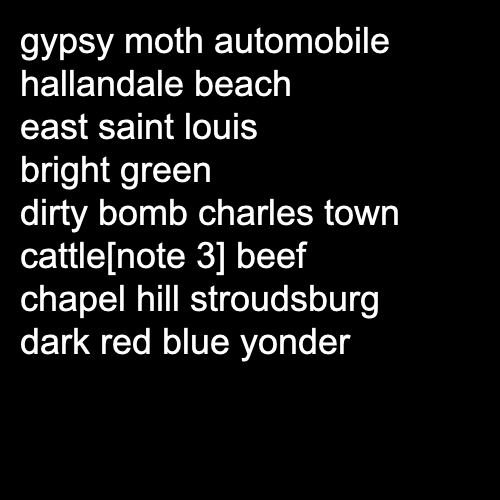 gypsy moth automobile
hallandale beach
east saint louis
bright green
dirty bomb charles town
cattle[note 3] beef
chapel hill stroudsburg
dark red blue yonder